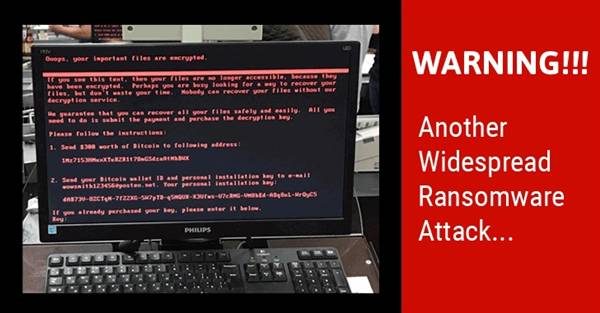 193V
LED
Ooops, your important files are encrypted.
If you see this text, then your files are no longer accessible, because they
have been encrypted. Perhaps you are busy looking for a way to recover your
files, but don't waste your time. Nobody can recover your files without our
decryption service.
We guarantee that you can recover all your files safely and easily. All you
need to do is submit the payment and purchase the decryption key.
Please follow the instructions:
1. Send $300 worth of Bitcoin to following address:
1Mz7153HMuxXTuR2R1t78mGSdzaAtNbBWX
2. Send your Bitcoin wallet ID and personal installation key to e-mail
wowsmith123456@posteo.net. Your personal installation key:
If you already purchased your key, please enter it below.
Key:
PHILIPS
WARNING!!!
Another
Widespread
Ransomware
Attack...